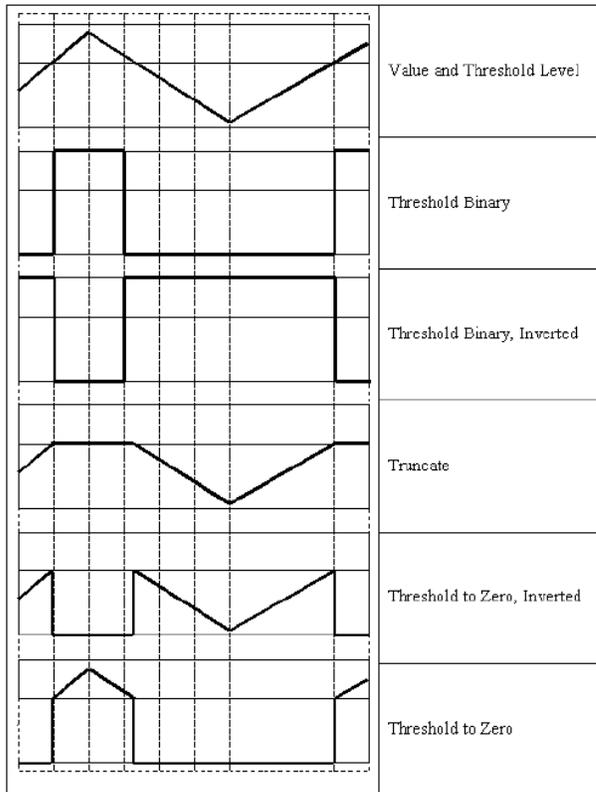 Value and Threshold Level
Threshold Binary
Threshold Binary, Inverted
Truncate
Threshold to Zero, Inverted
Threshold to Zero